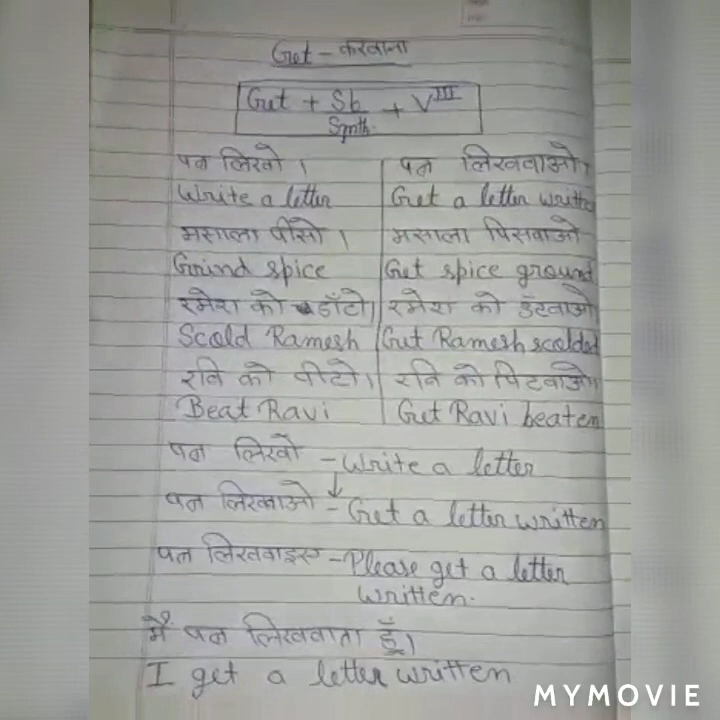 Get - करवाना
Get + Sb/Smth. + V III
पत्र लिखो । पत्र लिखवाओ।
Write a letter Get a letter written
मसाला पीसो । मसाला पिसवाओ
Grind spice Get spice ground
रमेश को डाँटो। रमेश को डँटवाओ
Scold Ramesh Get Ramesh scolded
रवि को पीटो। रवि को पिटवाओ।
Beat Ravi Get Ravi beaten
पत्र लिखो - Write a letter
पत्र लिखवाओ - Get a letter written
पत्र लिखवाइए - Please get a letter
written.
मैं पत्र लिखवाता हूँ।
I get a letter written
MYMOVIE